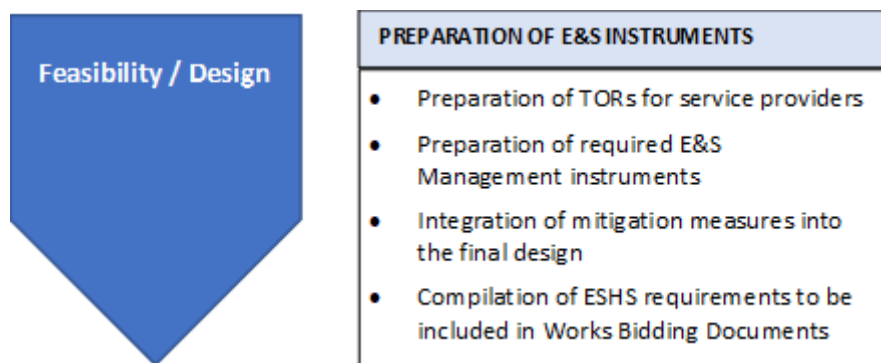 Feasibility / Design
PREPARATION OF E&S INSTRUMENTS
• Preparation of TORs for service providers
• Preparation of required E&S
Management instruments
• Integration of mitigation measures into
the final design
• Compilation of ESHS requirements to be
included in Works Bidding Documents